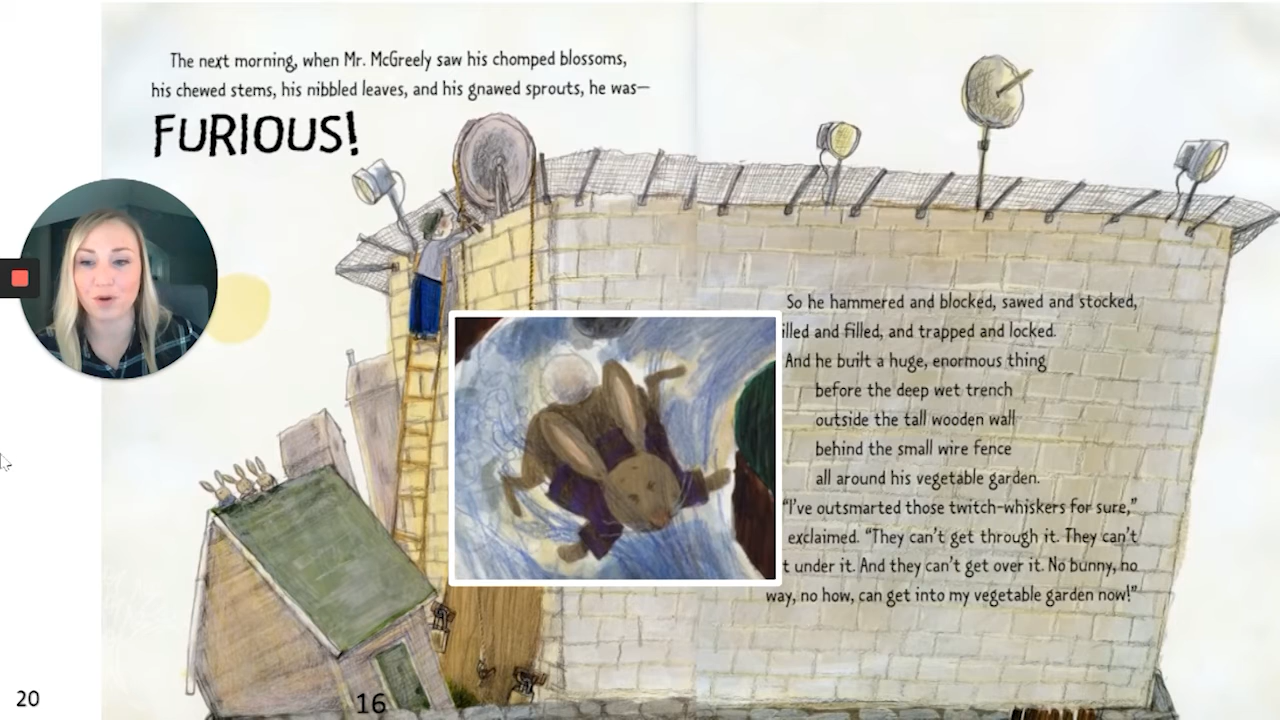 The next morning, when Mr. McGreely saw his chomped blossoms,
his chewed stems, his nibbled leaves, and his gnawed sprouts, he was—
FURIOUS!
So he hammered and blocked, sawed and stocked,
illed and filled, and trapped and locked.
And he built a huge, enormous thing
before the deep wet trench
outside the tall wooden wall
behind the small wire fence
all around his vegetable garden.
"I've outsmarted those twitch-whiskers for sure,"
exclaimed. "They can't get through it. They can't
t under it. And they can't get over it. No bunny, no
way, no how, can get into my vegetable garden now!"
20
16